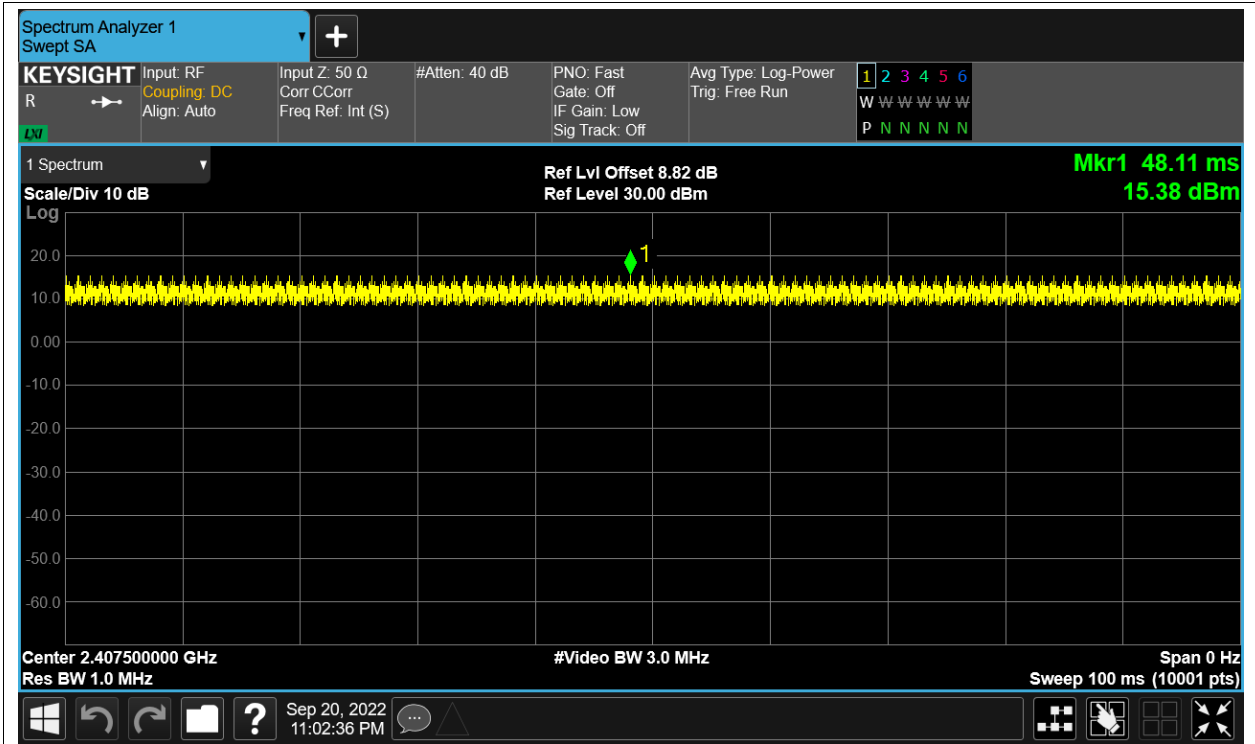 Spectrum Analyzer 1
Swept SA
+
KEYSIGHT Input: RF Input Z: 50 Ω #Atten: 40 dB PNO: Fast Avg Type: Log-Power 1 2 3 4 5 6
R Coupling: DC Corr CCorr Gate: Off Trig: Free Run W W W W W W
Align: Auto Freq Ref: Int (S) IF Gain: Low
LXI Sig Track: Off P N N N N N
1 Spectrum Ref Lvl Offset 8.82 dB Mkr1 48.11 ms
Scale/Div 10 dB Ref Level 30.00 dBm 15.38 dBm
Log
20.0
1
10.0
0.00
-10.0
-20.0
-30.0
-40.0
-50.0
-60.0
Center 2.407500000 GHz #Video BW 3.0 MHz Span 0 Hz
Res BW 1.0 MHz Sweep 100 ms (10001 pts)
? Sep 20, 2022
11:02:36 PM